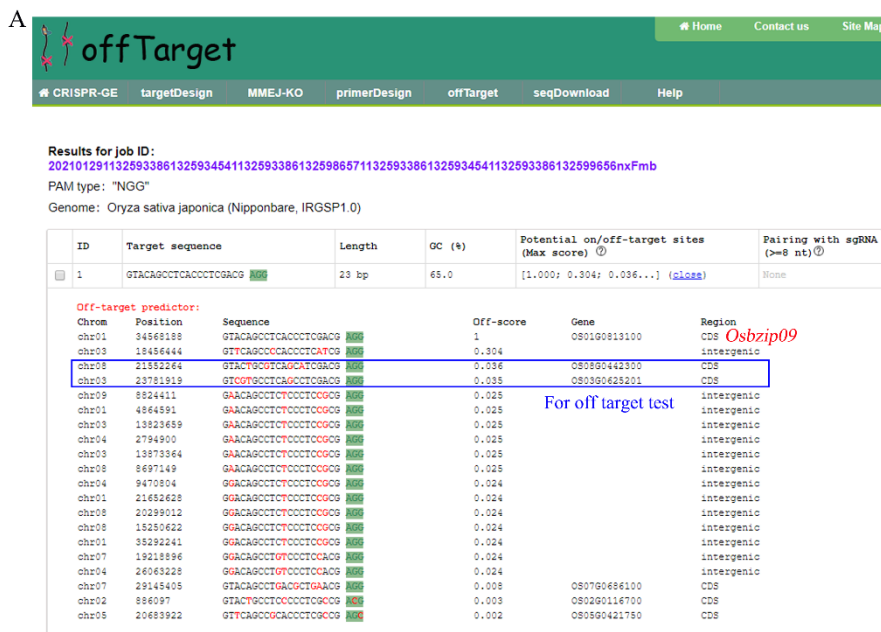 A
offTarget
Home Contact us Site Map
CRISPR-GE targetDesign MMEJ-KO primerDesign offTarget seqDownload Help
Results for job ID:
20210129113259338613259345411325933861325986571132593386132593454113259338613259656nxFmb
PAM type: "NGG"
Genome: Oryza sativa japonica (Nipponbare, IRGSP1.0)
ID Target sequence Length GC (%) Potential on/off-target sites Pairing with sgRNA
(Max score) (>=8 nt)
1 GTACAGCCTCACCCTCGACG AGG 23 bp 65.0 [1.000; 0.304; 0.036...] (close) None
Off-target predictor:
Chrom Position Sequence Off-score Gene Region
chr01 34568188 GTACAGCCTCACCCTCGACG AGG 1 OS01G0813100 CDS Osbzip09
chr03 18456444 GTTCAGCCCCACCCTCATCG AGG 0.304 intergenic
chr08 21552264 GTACTGCGTCAGCATCGACG AGG 0.036 OS08G0442300 CDS
chr03 23781919 GTCGTGCCTCAGCCTCGACG AGG 0.035 OS03G0625201 CDS
For off target test
chr09 8824411 GAACAGCCTCTCCCTCCGCG AGG 0.025 intergenic
chr01 4864591 GAACAGCCTCTCCCTCCGCG AGG 0.025 intergenic
chr03 13823659 GAACAGCCTCTCCCTCCGCG AGG 0.025 intergenic
chr04 2794900 GAACAGCCTCTCCCTCCGCG AGG 0.025 intergenic
chr03 13873364 GAACAGCCTCTCCCTCCGCG AGG 0.025 intergenic
chr08 8697149 GAACAGCCTCTCCCTCCGCG AGG 0.025 intergenic
chr04 9470804 GGACAGCCTCTCCCTCCGCG AGG 0.024 intergenic
chr01 21652628 GGACAGCCTCTCCCTCCGCG AGG 0.024 intergenic
chr08 20299012 GGACAGCCTCTCCCTCCGCG AGG 0.024 intergenic
chr08 15250622 GGACAGCCTCTCCCTCCGCG AGG 0.024 intergenic
chr01 35292241 GGACAGCCTCTCCCTCCGCG AGG 0.024 intergenic
chr07 19218896 GGACAGCCTGTCCCTCCACG AGG 0.024 intergenic
chr04 26063228 GGACAGCCTGTCCCTCCACG AGG 0.024 intergenic
chr07 29145405 GTACAGCCTGACGCTGAACG AGG 0.008 OS07G0686100 CDS
chr02 886097 GTACTGCCTCCCCCTCGCCG ACG 0.003 OS02G0116700 CDS
chr05 20683922 GTTCAGCCGCACCCTCGCCG AGC 0.002 OS05G0421750 CDS